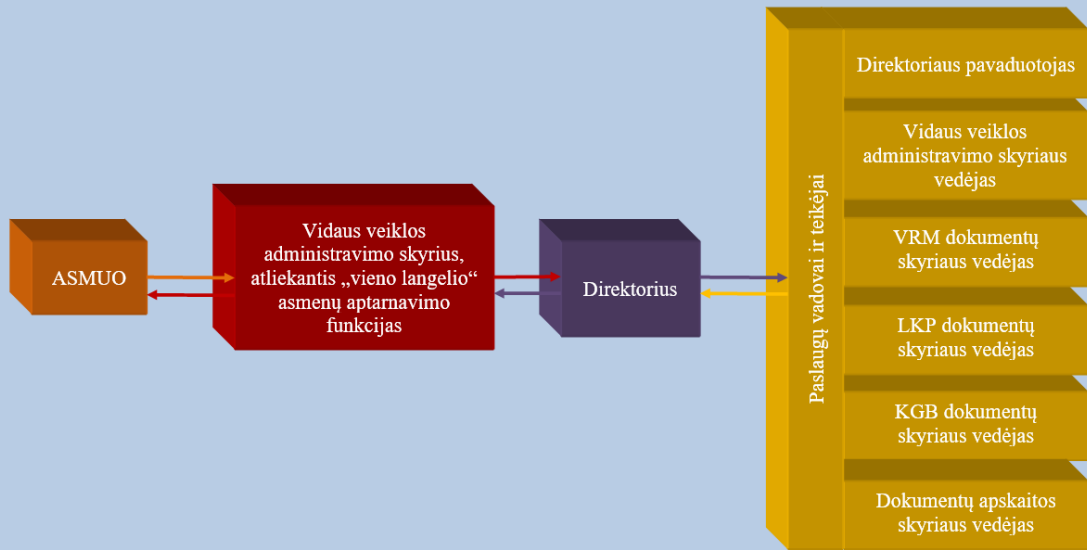 ASMUO
Vidaus veiklos
administravimo skyrius,
atliekantis „vieno langelio“
asmenų aptarnavimo
funkcijas
Direktorius
Paslaugų vadovai ir teikėjai
Direktoriaus pavaduotojas
Vidaus veiklos
administravimo skyriaus
vedėjas
VRM dokumentų
skyriaus vedėjas
LKP dokumentų
skyriaus vedėjas
KGB dokumentų
skyriaus vedėjas
Dokumentų apskaitos
skyriaus vedėjas